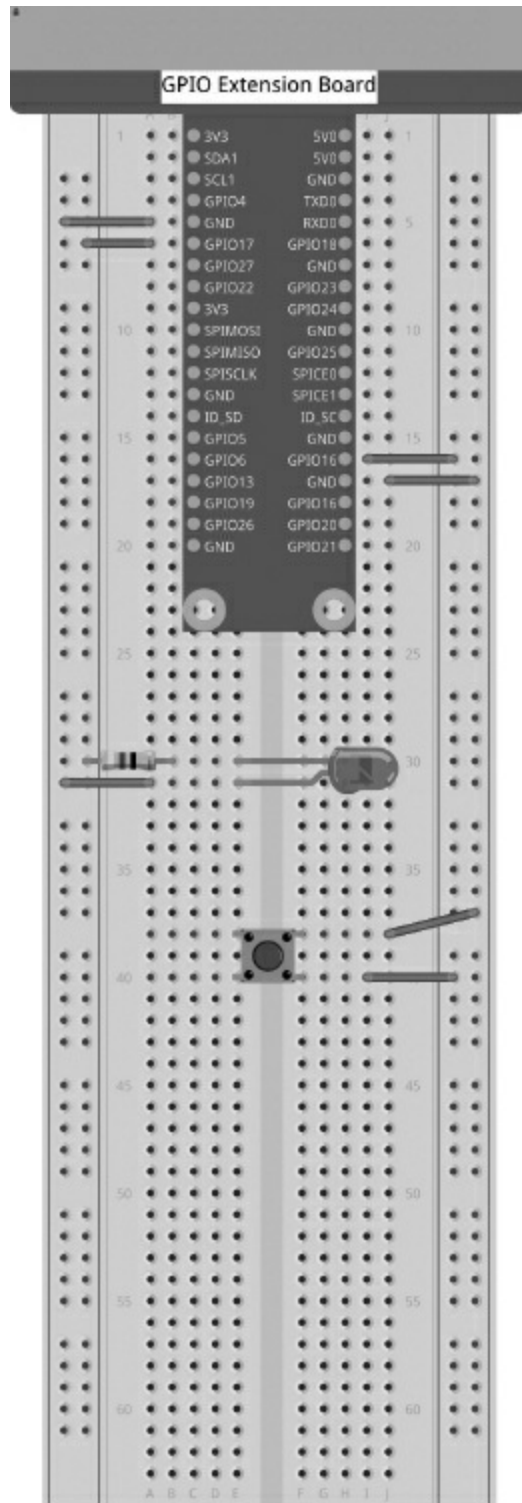 GPIO Extension Board
A B I J
1 3V3 5V0 1
SDA1 5V0
SCL1 GND
GPIO4 TXD0
GND RXD0 5
GPIO17 GPIO18
GPIO27 GND
GPIO22 GPIO23
3V3 GPIO24
10 SPIMOSI GND 10
SPIMISO GPIO25
SPISCLK SPICE0
GND SPICE1
ID_SD ID_SC
15 GPIO5 GND 15
GPIO6 GPIO16
GPIO13 GND
GPIO19 GPIO16
GPIO26 GPIO20
20 GND GPIO21 20
25 25
30
35 35
40 40
45 45
50 50
55 55
60 60
A B C D E F G H I J